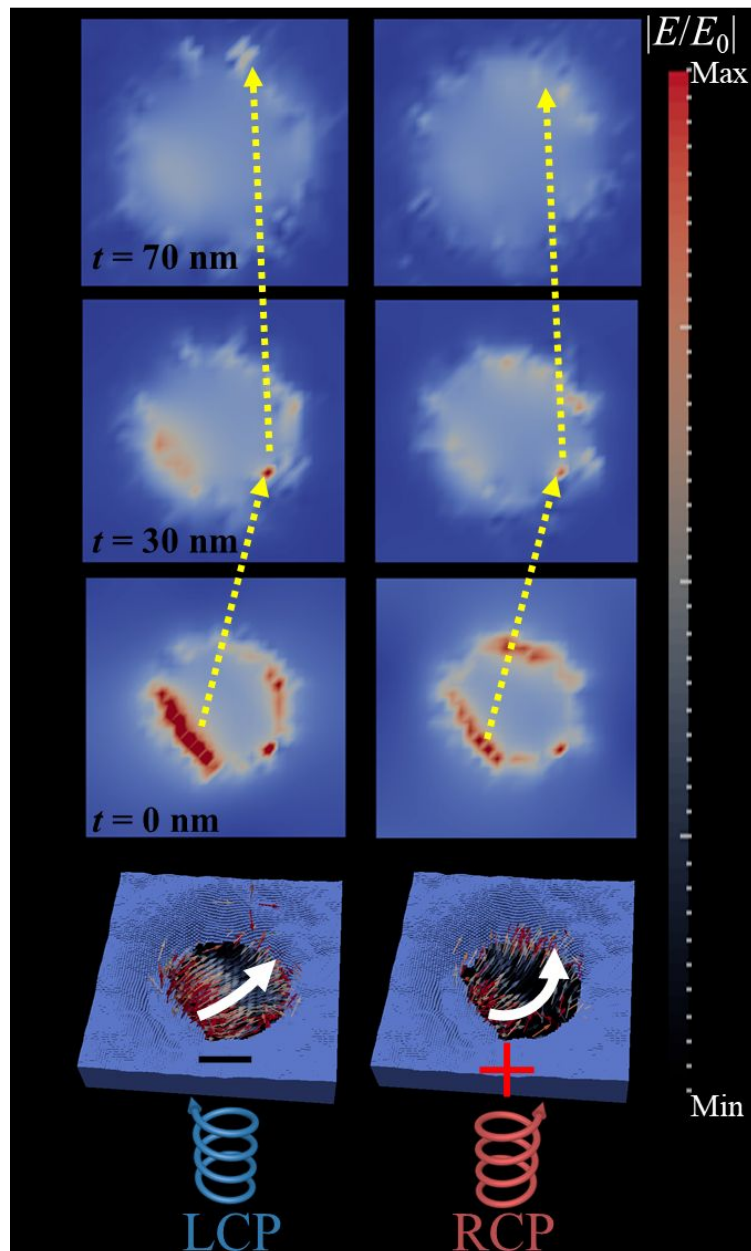 |E/E₀|
Max
t = 70 nm
t = 30 nm
t = 0 nm
−
+
Min
LCP
RCP